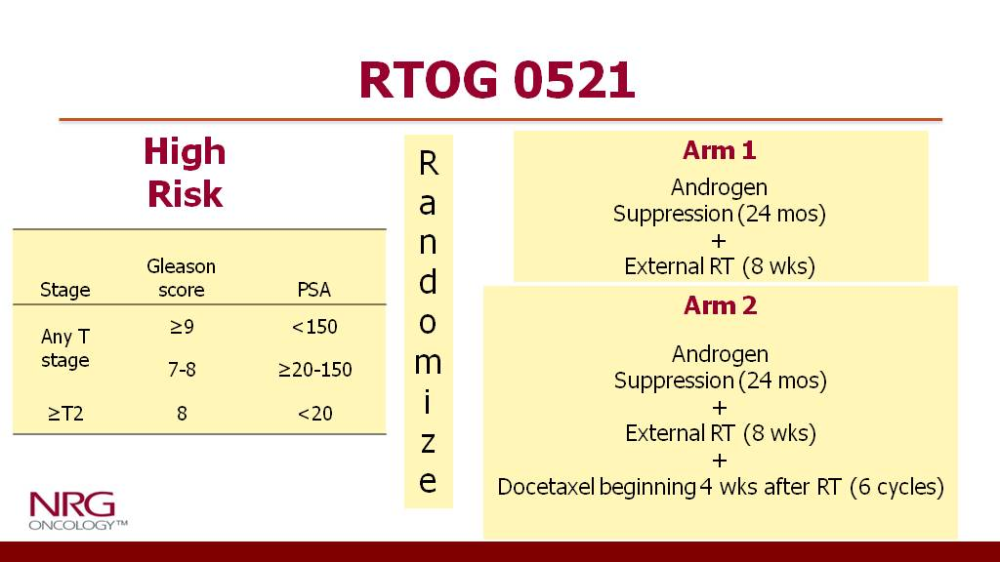 RTOG 0521
High
Risk
Stage
Gleason
score
PSA
Any T
stage
≥9
<150
7-8
≥20-150
≥T2
8
<20
R
a
n
d
o
m
i
z
e
Arm 1
Androgen
Suppression (24 mos)
+
External RT (8 wks)
Arm 2
Androgen
Suppression (24 mos)
+
External RT (8 wks)
+
Docetaxel beginning 4 wks after RT (6 cycles)
NRG
ONCOLOGY™